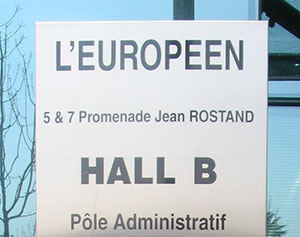 L'EUROPEEN
5 & 7 Promenade Jean ROSTAND
HALL B
Pôle Administratif